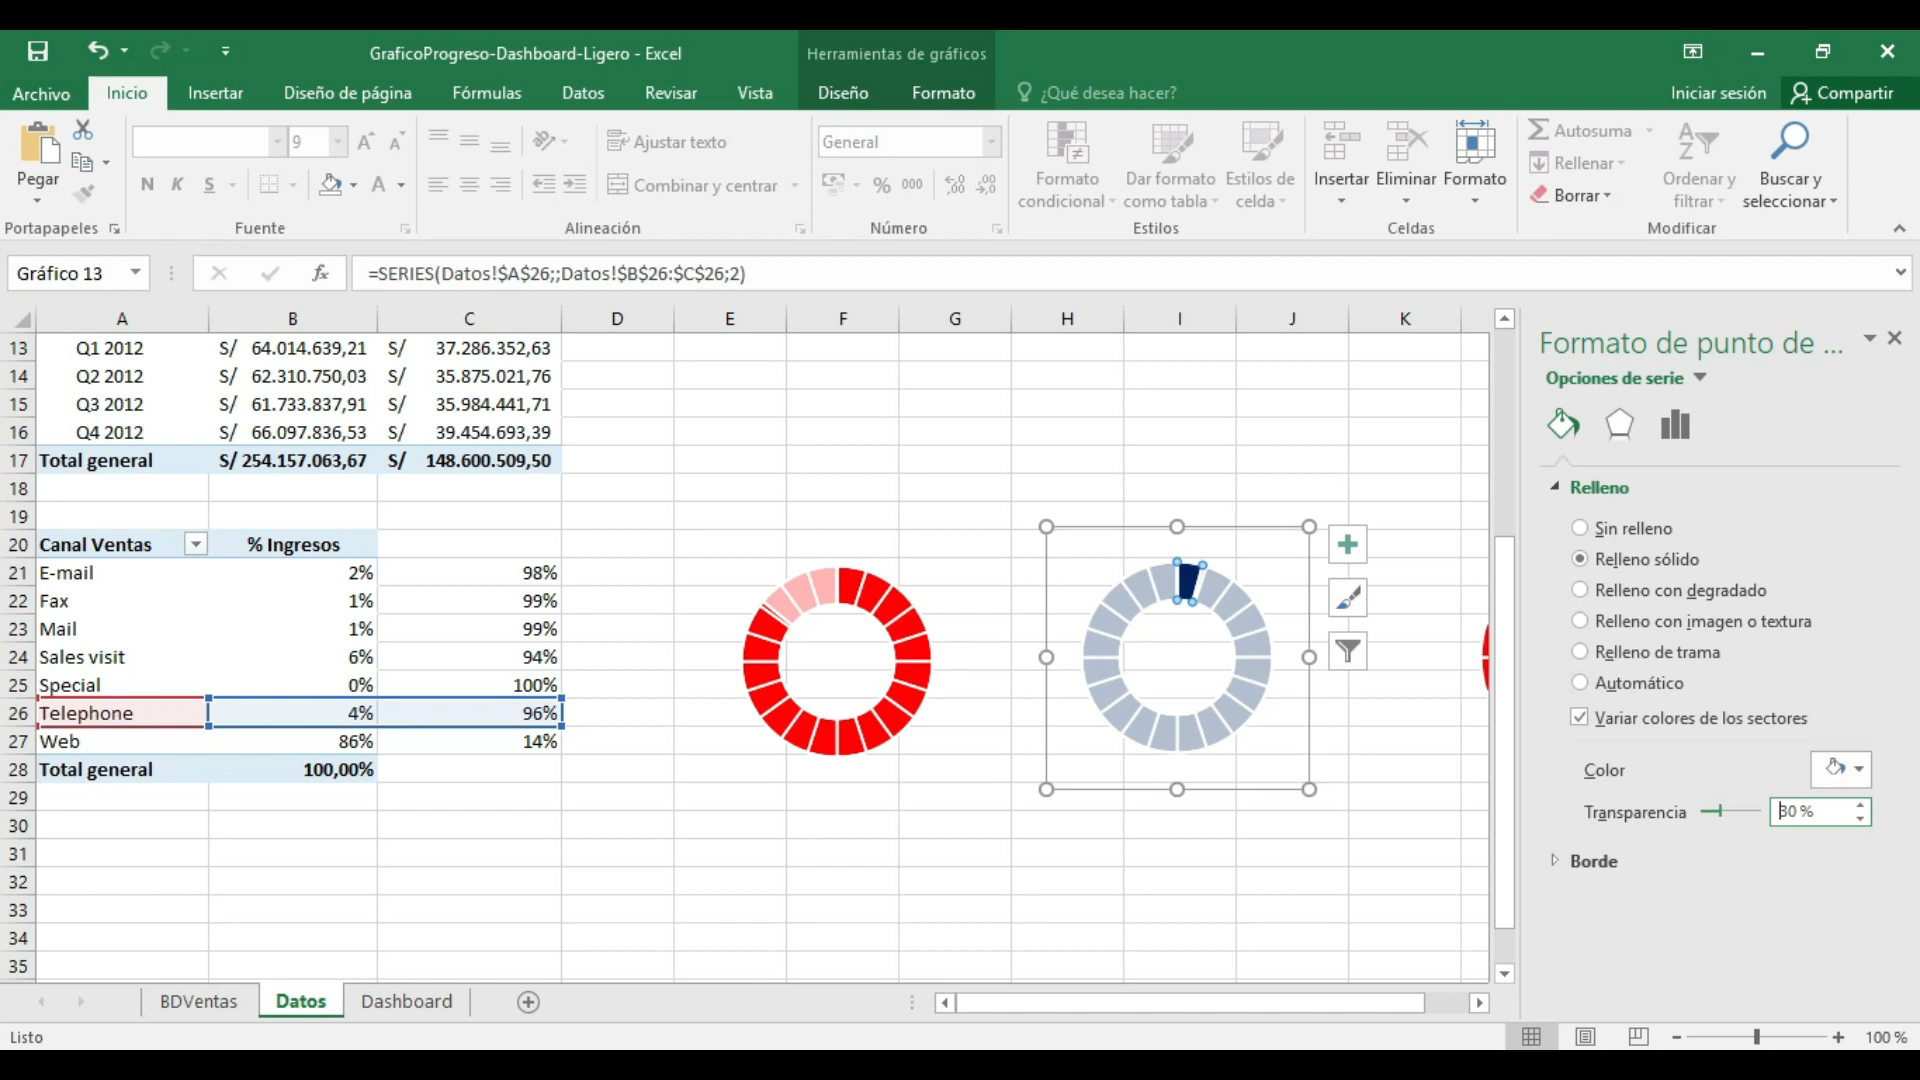 GraficoProgreso-Dashboard-Ligero - Excel
Herramientas de gráficos
Archivo Inicio Insertar Diseño de página Fórmulas Datos Revisar Vista Diseño Formato ¿Qué desea hacer? Iniciar sesión Compartir
Pegar
Portapapeles
9
N K S
A
Fuente
Ajustar texto
Combinar y centrar
Alineación
General
% 000
Número
Formato condicional
Dar formato como tabla
Estilos de celda
Estilos
Insertar Eliminar Formato
Celdas
Autosuma
Rellenar
Borrar
Ordenar y filtrar
Buscar y seleccionar
Modificar
Gráfico 13 fx =SERIES(Datos!$A$26;;Datos!$B$26:$C$26;2)
A B C D E F G H I J K
13 Q1 2012 S/ 64.014.639,21 S/ 37.286.352,63
14 Q2 2012 S/ 62.310.750,03 S/ 35.875.021,76
15 Q3 2012 S/ 61.733.837,91 S/ 35.984.441,71
16 Q4 2012 S/ 66.097.836,53 S/ 39.454.693,39
17 Total general S/ 254.157.063,67 S/ 148.600.509,50
18
19
20 Canal Ventas % Ingresos
21 E-mail 2% 98%
22 Fax 1% 99%
23 Mail 1% 99%
24 Sales visit 6% 94%
25 Special 0% 100%
26 Telephone 4% 96%
27 Web 86% 14%
28 Total general 100,00%
29
30
31
32
33
34
35
Formato de punto de ...
Opciones de serie
Relleno
Sin relleno
Relleno sólido
Relleno con degradado
Relleno con imagen o textura
Relleno de trama
Automático
Variar colores de los sectores
Color
Transparencia 30 %
Borde
BDVentas Datos Dashboard
Listo
100 %